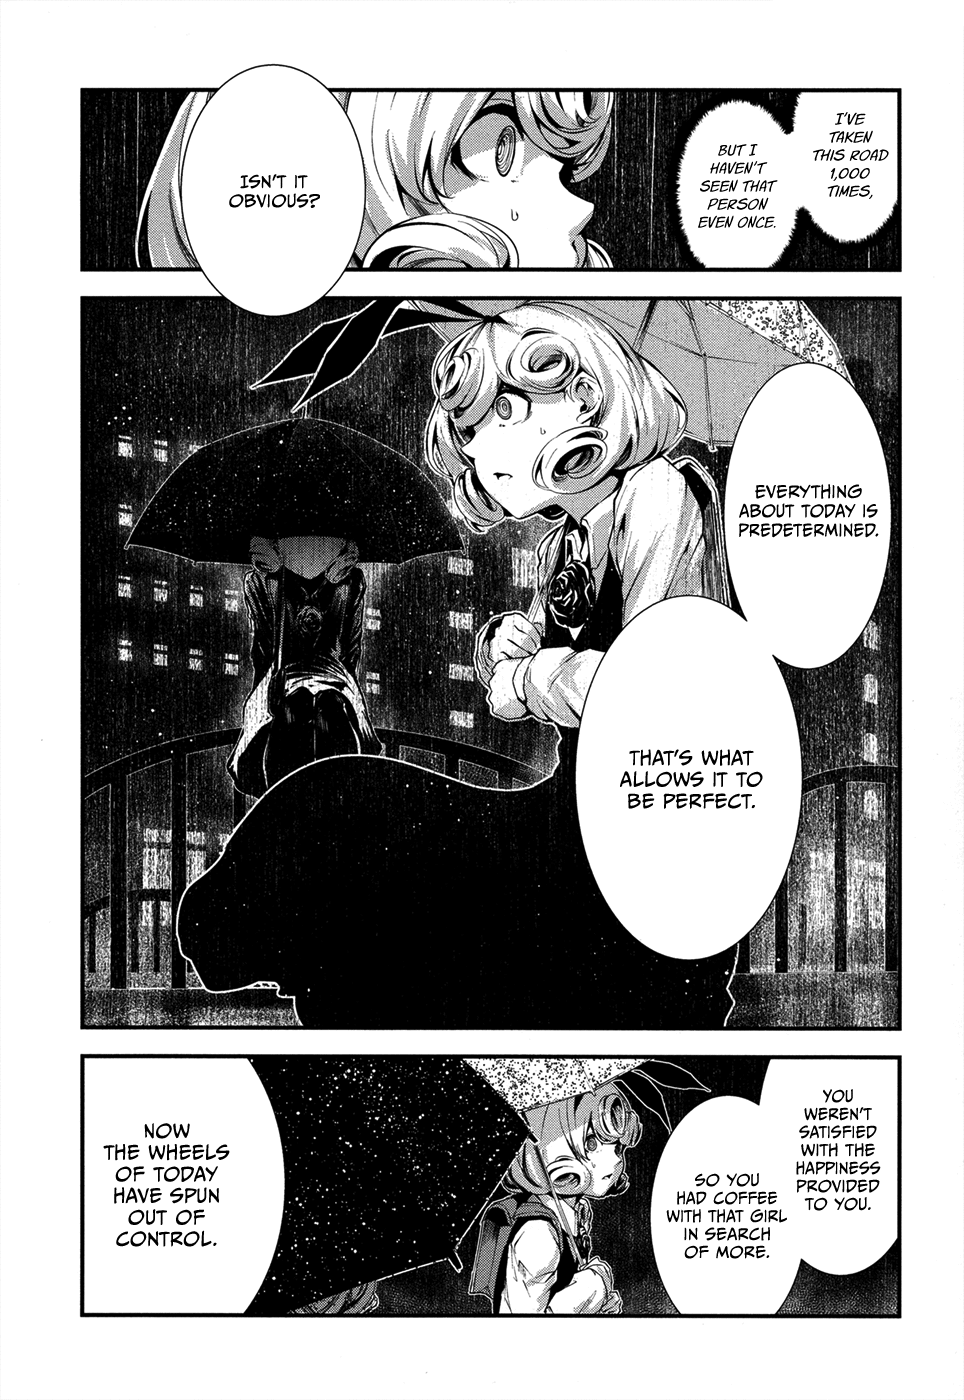 I'VE
TAKEN
THIS ROAD
1,000
TIMES,
BUT I
HAVEN'T
SEEN THAT
PERSON
EVEN ONCE.
ISN'T IT
OBVIOUS?
EVERYTHING
ABOUT TODAY IS
PREDETERMINED.
THAT'S WHAT
ALLOWS IT TO
BE PERFECT.
YOU
WEREN'T
SATISFIED
WITH THE
HAPPINESS
PROVIDED
TO YOU.
SO YOU
HAD COFFEE
WITH THAT GIRL
IN SEARCH
OF MORE.
NOW
THE WHEELS
OF TODAY
HAVE SPUN
OUT OF
CONTROL.